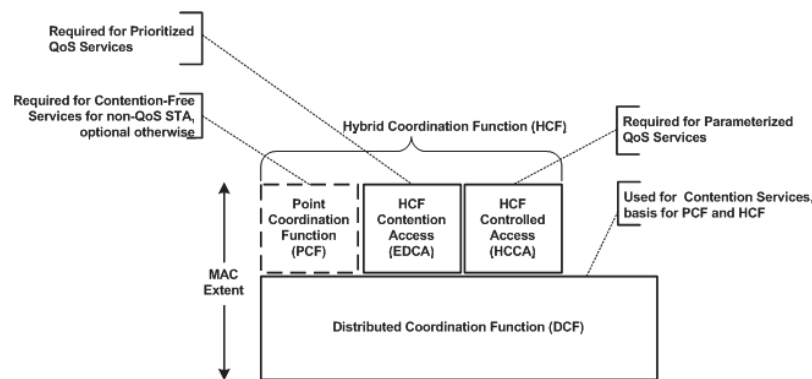 Required for Prioritized
QoS Services
Required for Contention-Free
Services for non-QoS STA,
optional otherwise
Hybrid Coordination Function (HCF)
Required for Parameterized
QoS Services
Used for Contention Services,
basis for PCF and HCF
Point
Coordination
Function
(PCF)
HCF
Contention
Access
(EDCA)
HCF
Controlled
Access
(HCCA)
MAC
Extent
Distributed Coordination Function (DCF)